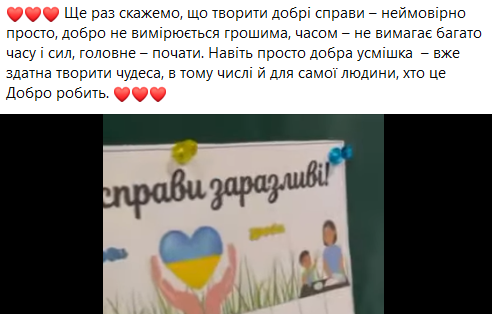 ♥️♥️♥️ Ще раз скажемо, що творити добрі справи – неймовірно
просто, добро не вимірюється грошима, часом – не вимагає багато
часу і сил, головне – почати. Навіть просто добра усмішка – вже
здатна творити чудеса, в тому числі й для самої людини, хто це
Добро робить. ♥️♥️♥️
справи заразливі!